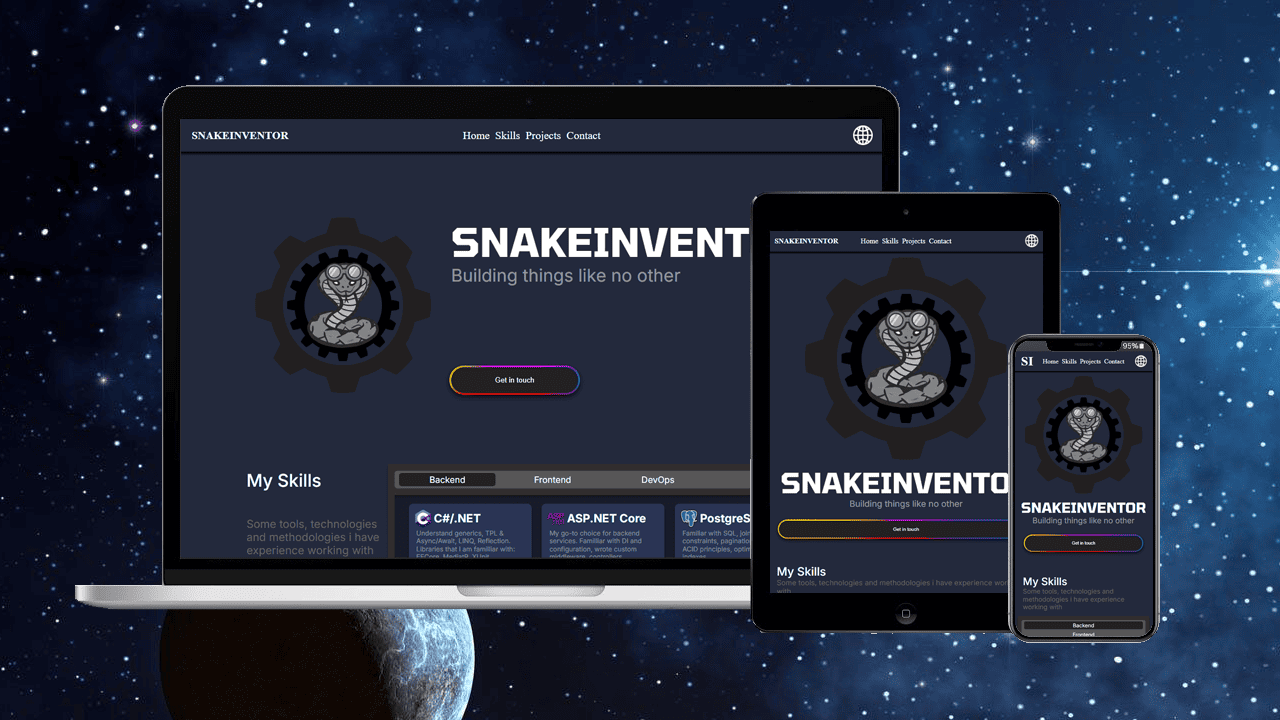 SNAKEINVENTOR
Home Skills Projects Contact
SNAKEINVENT
Building things like no other
Get in touch
My Skills
Some tools, technologies
and methodologies i have
experience working with
Backend Frontend DevOps
C#/.NET
Understand generics, TPL &
Async/Await, LINQ, Reflection.
Libraries that I am familliar with:
EFCore, MediatR, XUnit
ASP.NET Core
My go-to choice for backend
services. Familiar with DI and
configuration, wrote custom
middleware, controllers
PostgreS
Familiar with SQL, joi
constraints, paginatio
ACID principles, optim
indexes
SNAKEINVENTOR
Home Skills Projects Contact
SNAKEINVENTO
Building things like no other
Get in touch
My Skills
Some tools, technologies and methodologies i have experience wor
with
95%
SI
Home Skills Projects Contact
SNAKEINVENTOR
Building things like no other
Get in touch
My Skills
Some tools, technologies and
methodologies i have experience
working with
Backend
Frontend